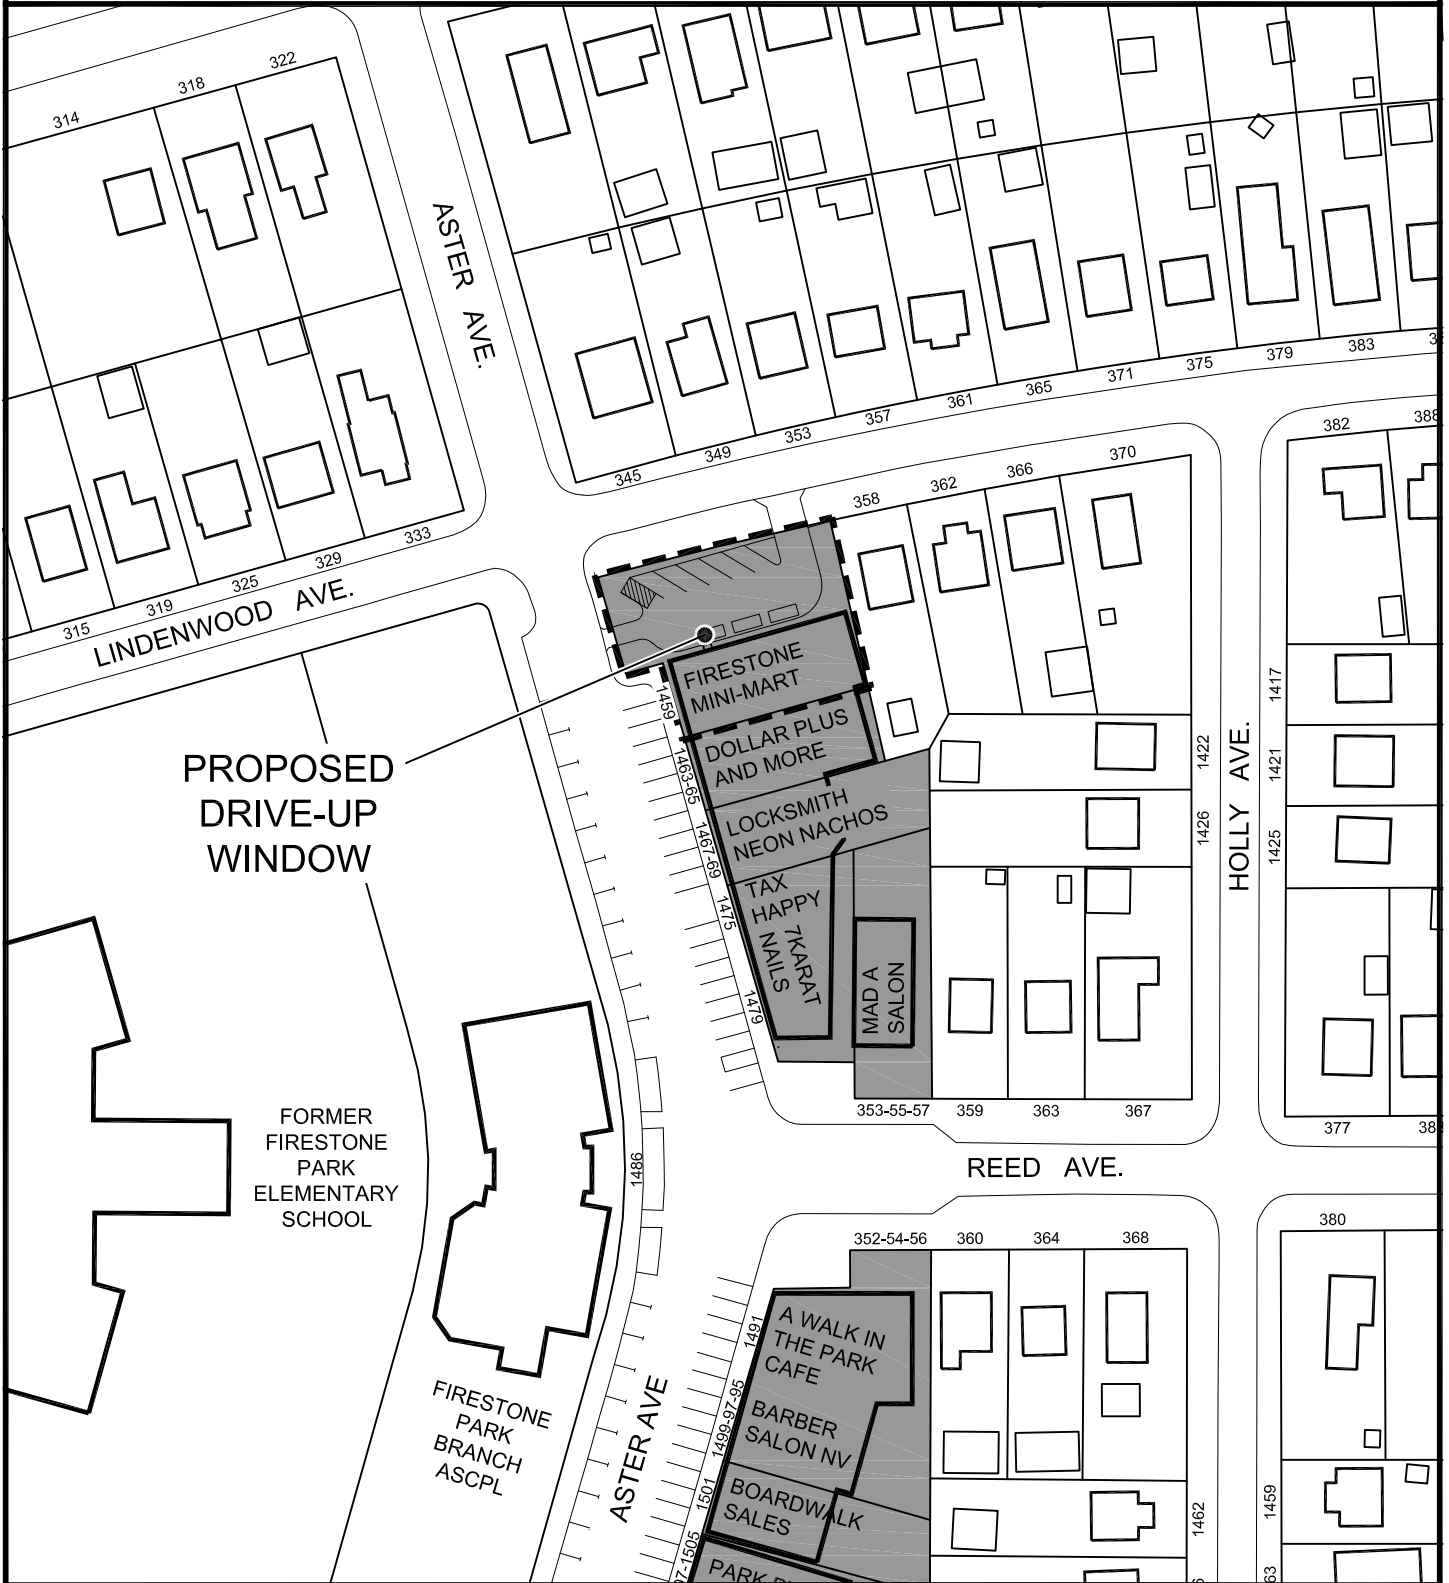 314
318
322
ASTER AVE.
345
349
353
357
361
365
371
375
379
383
382
388
315
319
325
329
333
LINDENWOOD AVE.
358
362
366
370
FIRESTONE
MINI-MART
1459
DOLLAR PLUS
AND MORE
1463-65
LOCKSMITH
NEON NACHOS
1467-69
TAX
HAPPY
NAILS
7KARAT
1475
1479
MAD A
SALON
PROPOSED
DRIVE-UP
WINDOW
1417
1421
1425
1422
1426
HOLLY AVE.
353-55-57
359
363
367
377
REED AVE.
FORMER
FIRESTONE
PARK
ELEMENTARY
SCHOOL
1486
352-54-56
360
364
368
380
1491
A WALK IN
THE PARK
CAFE
1499-97-95
BARBER
SALON NV
1501
BOARDWALK
SALES
FIRESTONE
PARK
BRANCH
ASCPL
ASTER AVE
1462
1459
PARK